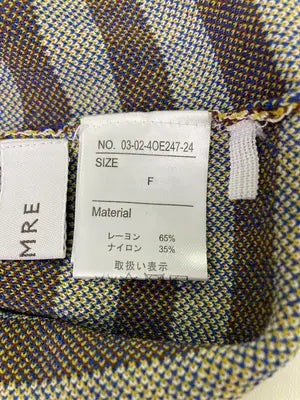 NO. 03-02-4OE247-24
SIZE
F
Material
レーヨン 65%
ナイロン 35%
取扱い表示
MRE